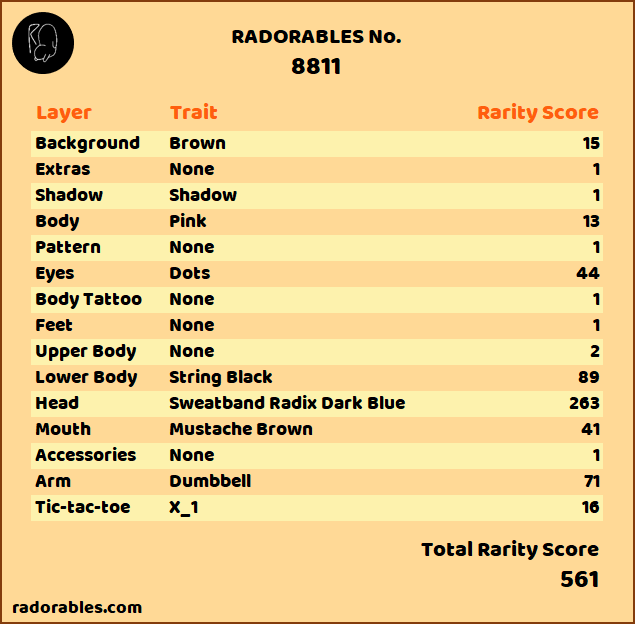 RADORABLES No.
8811
Layer Trait Rarity Score
Background Brown 15
Extras None 1
Shadow Shadow 1
Body Pink 13
Pattern None 1
Eyes Dots 44
Body Tattoo None 1
Feet None 1
Upper Body None 2
Lower Body String Black 89
Head Sweatband Radix Dark Blue 263
Mouth Mustache Brown 41
Accessories None 1
Arm Dumbbell 71
Tic-tac-toe X_1 16
Total Rarity Score
561
radorables.com